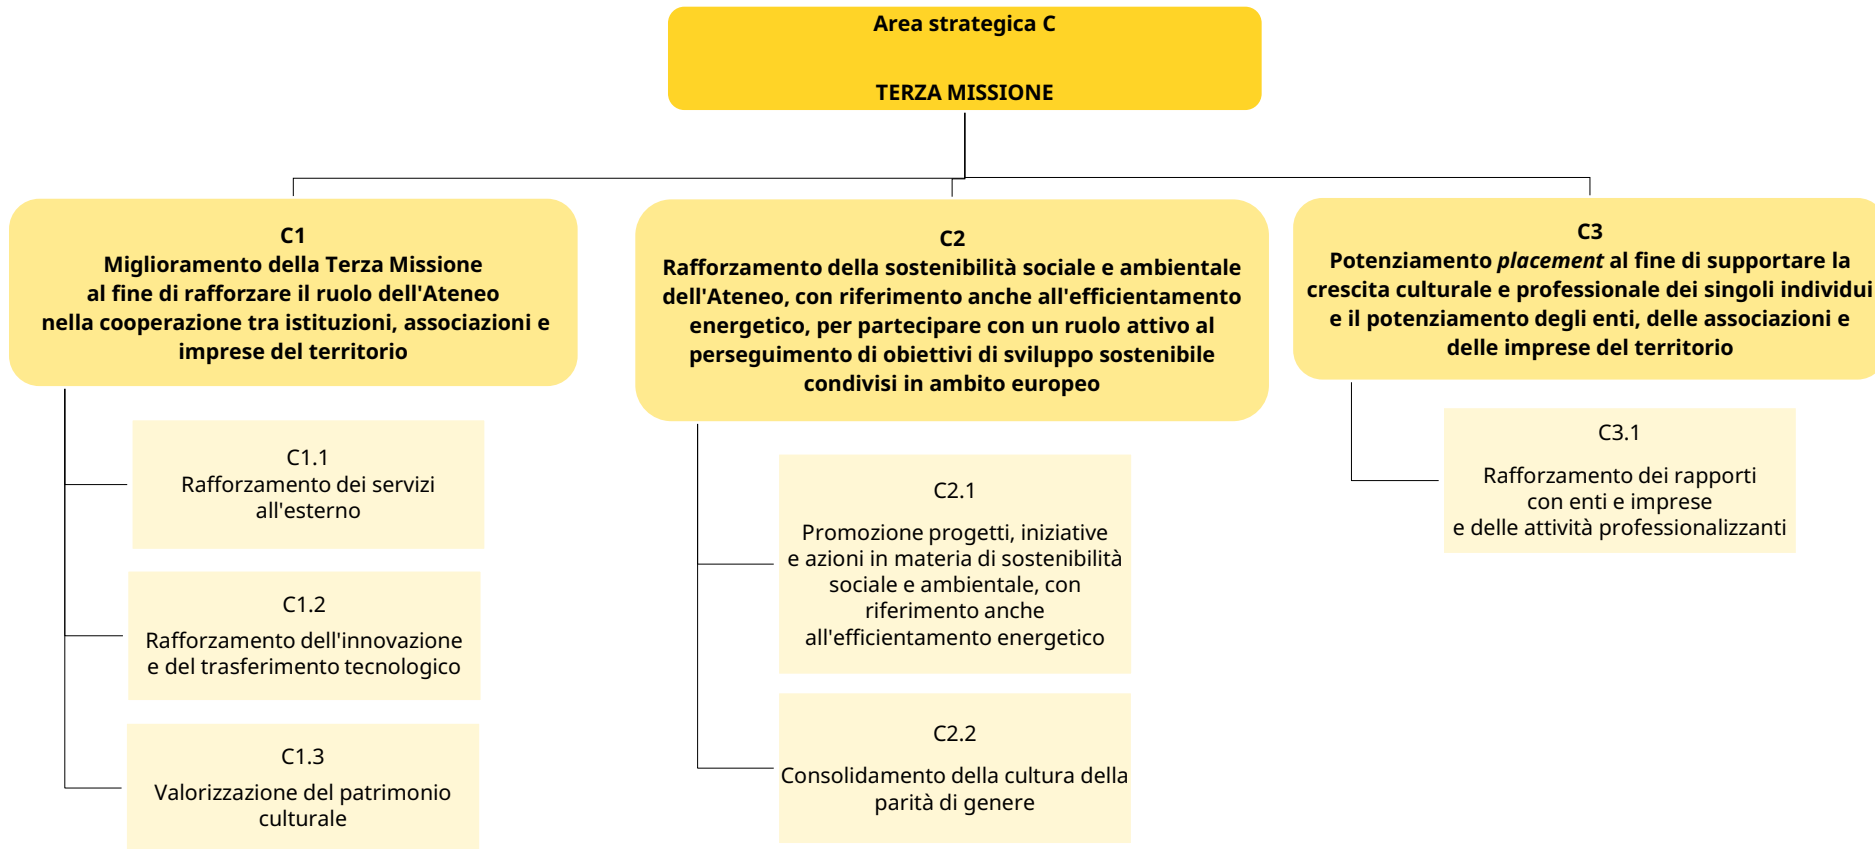 Area strategica C
TERZA MISSIONE
C1
Miglioramento della Terza Missione
al fine di rafforzare il ruolo dell'Ateneo
nella cooperazione tra istituzioni, associazioni e
imprese del territorio
C1.1
Rafforzamento dei servizi
all'esterno
C1.2
Rafforzamento dell'innovazione
e del trasferimento tecnologico
C1.3
Valorizzazione del patrimonio
culturale
C2
Rafforzamento della sostenibilità sociale e ambientale
dell'Ateneo, con riferimento anche all'efficientamento
energetico, per partecipare con un ruolo attivo al
perseguimento di obiettivi di sviluppo sostenibile
condivisi in ambito europeo
C2.1
Promozione progetti, iniziative
e azioni in materia di sostenibilità
sociale e ambientale, con
riferimento anche
all'efficientamento energetico
C2.2
Consolidamento della cultura della
parità di genere
C3
Potenziamento placement al fine di supportare la
crescita culturale e professionale dei singoli individui
e il potenziamento degli enti, delle associazioni e
delle imprese del territorio
C3.1
Rafforzamento dei rapporti
con enti e imprese
e delle attività professionalizzanti